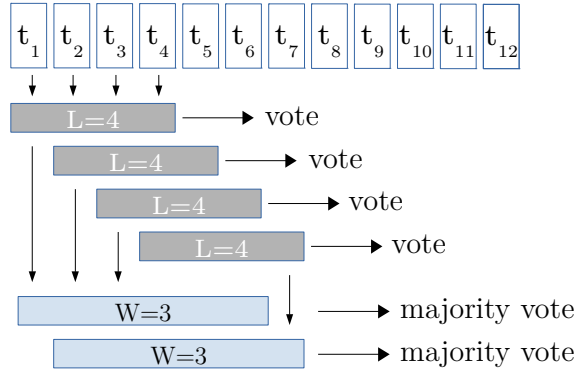 t₁ t₂ t₃ t₄ t₅ t₆ t₇ t₈ t₉ t₁₀ t₁₁ t₁₂
L=4 vote
L=4 vote
L=4 vote
L=4 vote
W=3 majority vote
W=3 majority vote